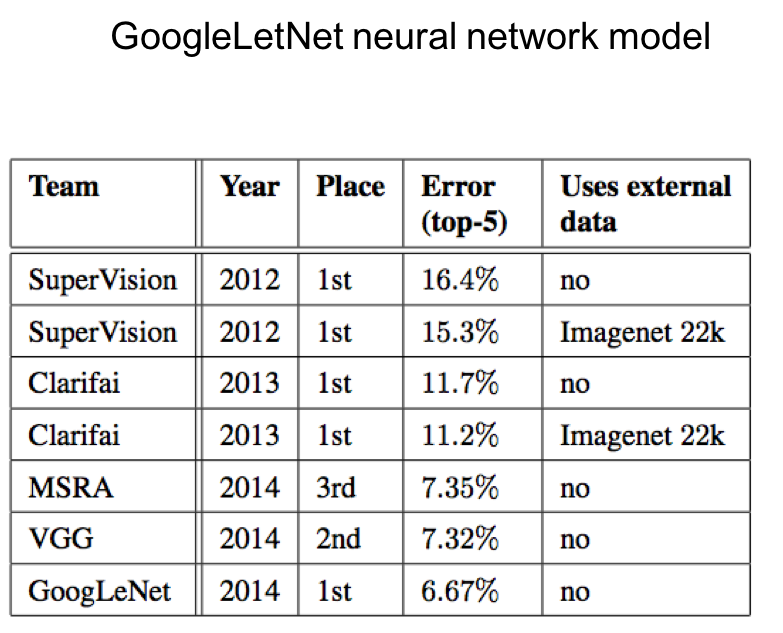 GoogleLetNet neural network model
Team Year Place Error (top-5) Uses external data
SuperVision 2012 1st 16.4% no
SuperVision 2012 1st 15.3% Imagenet 22k
Clarifai 2013 1st 11.7% no
Clarifai 2013 1st 11.2% Imagenet 22k
MSRA 2014 3rd 7.35% no
VGG 2014 2nd 7.32% no
GoogLeNet 2014 1st 6.67% no